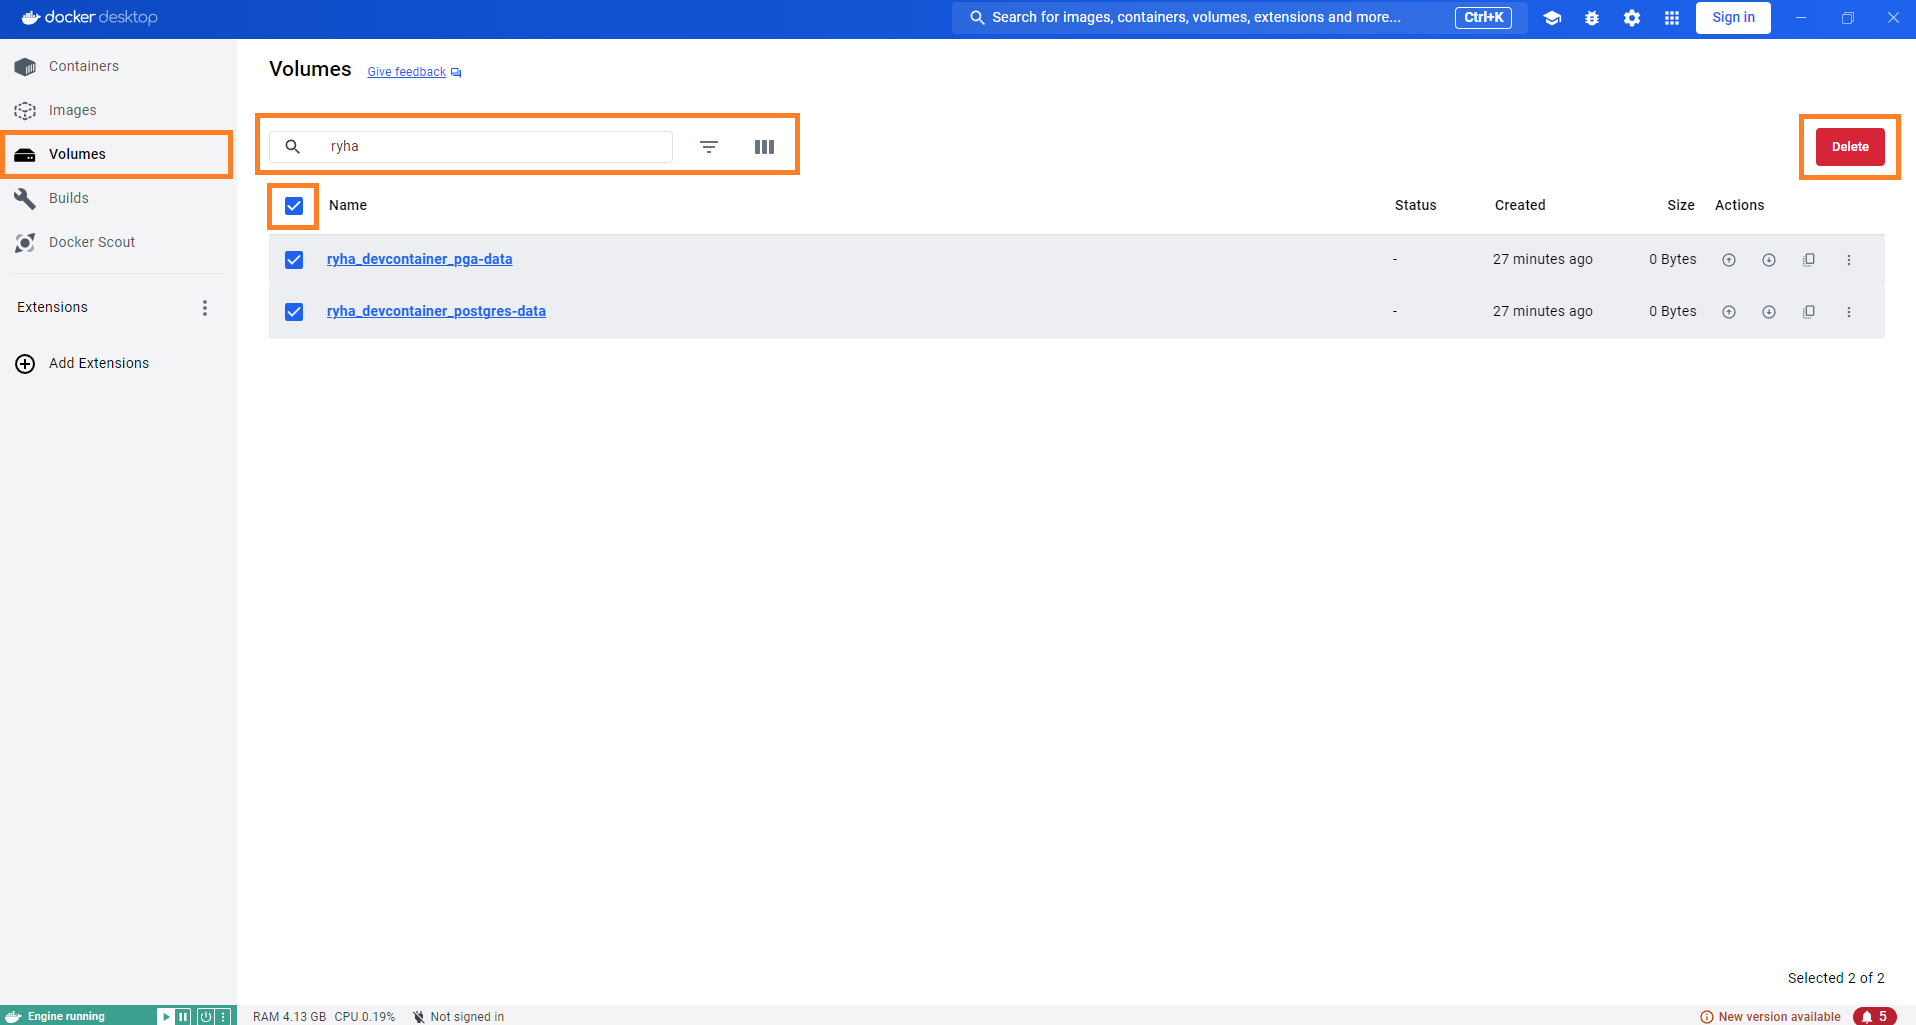 docker desktop
Search for images, containers, volumes, extensions and more...
Ctrl+K
Sign in
Containers
Images
Volumes
Builds
Docker Scout
Extensions
Add Extensions
Volumes
Give feedback
ryha
Delete
Name Status Created Size Actions
ryha_devcontainer_pga-data - 27 minutes ago 0 Bytes
ryha_devcontainer_postgres-data - 27 minutes ago 0 Bytes
Selected 2 of 2
Engine running
RAM 4.13 GB CPU 0.19% Not signed in
New version available
5